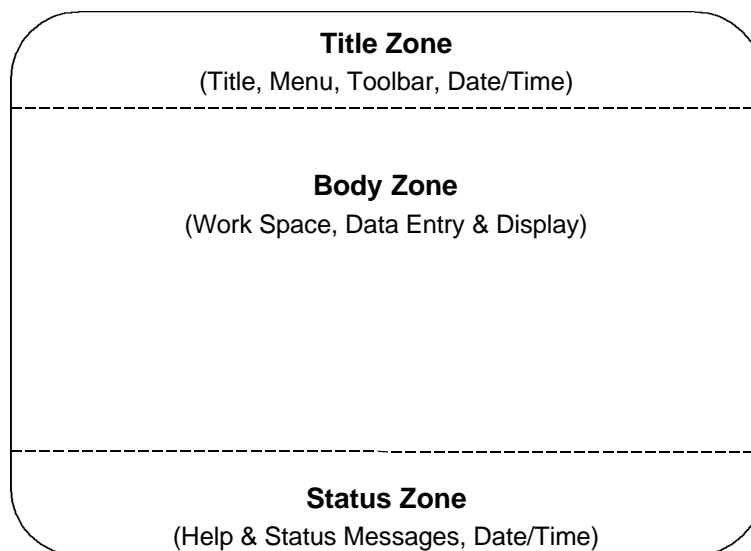 Title Zone
(Title, Menu, Toolbar, Date/Time)
Body Zone
(Work Space, Data Entry & Display)
Status Zone
(Help & Status Messages, Date/Time)